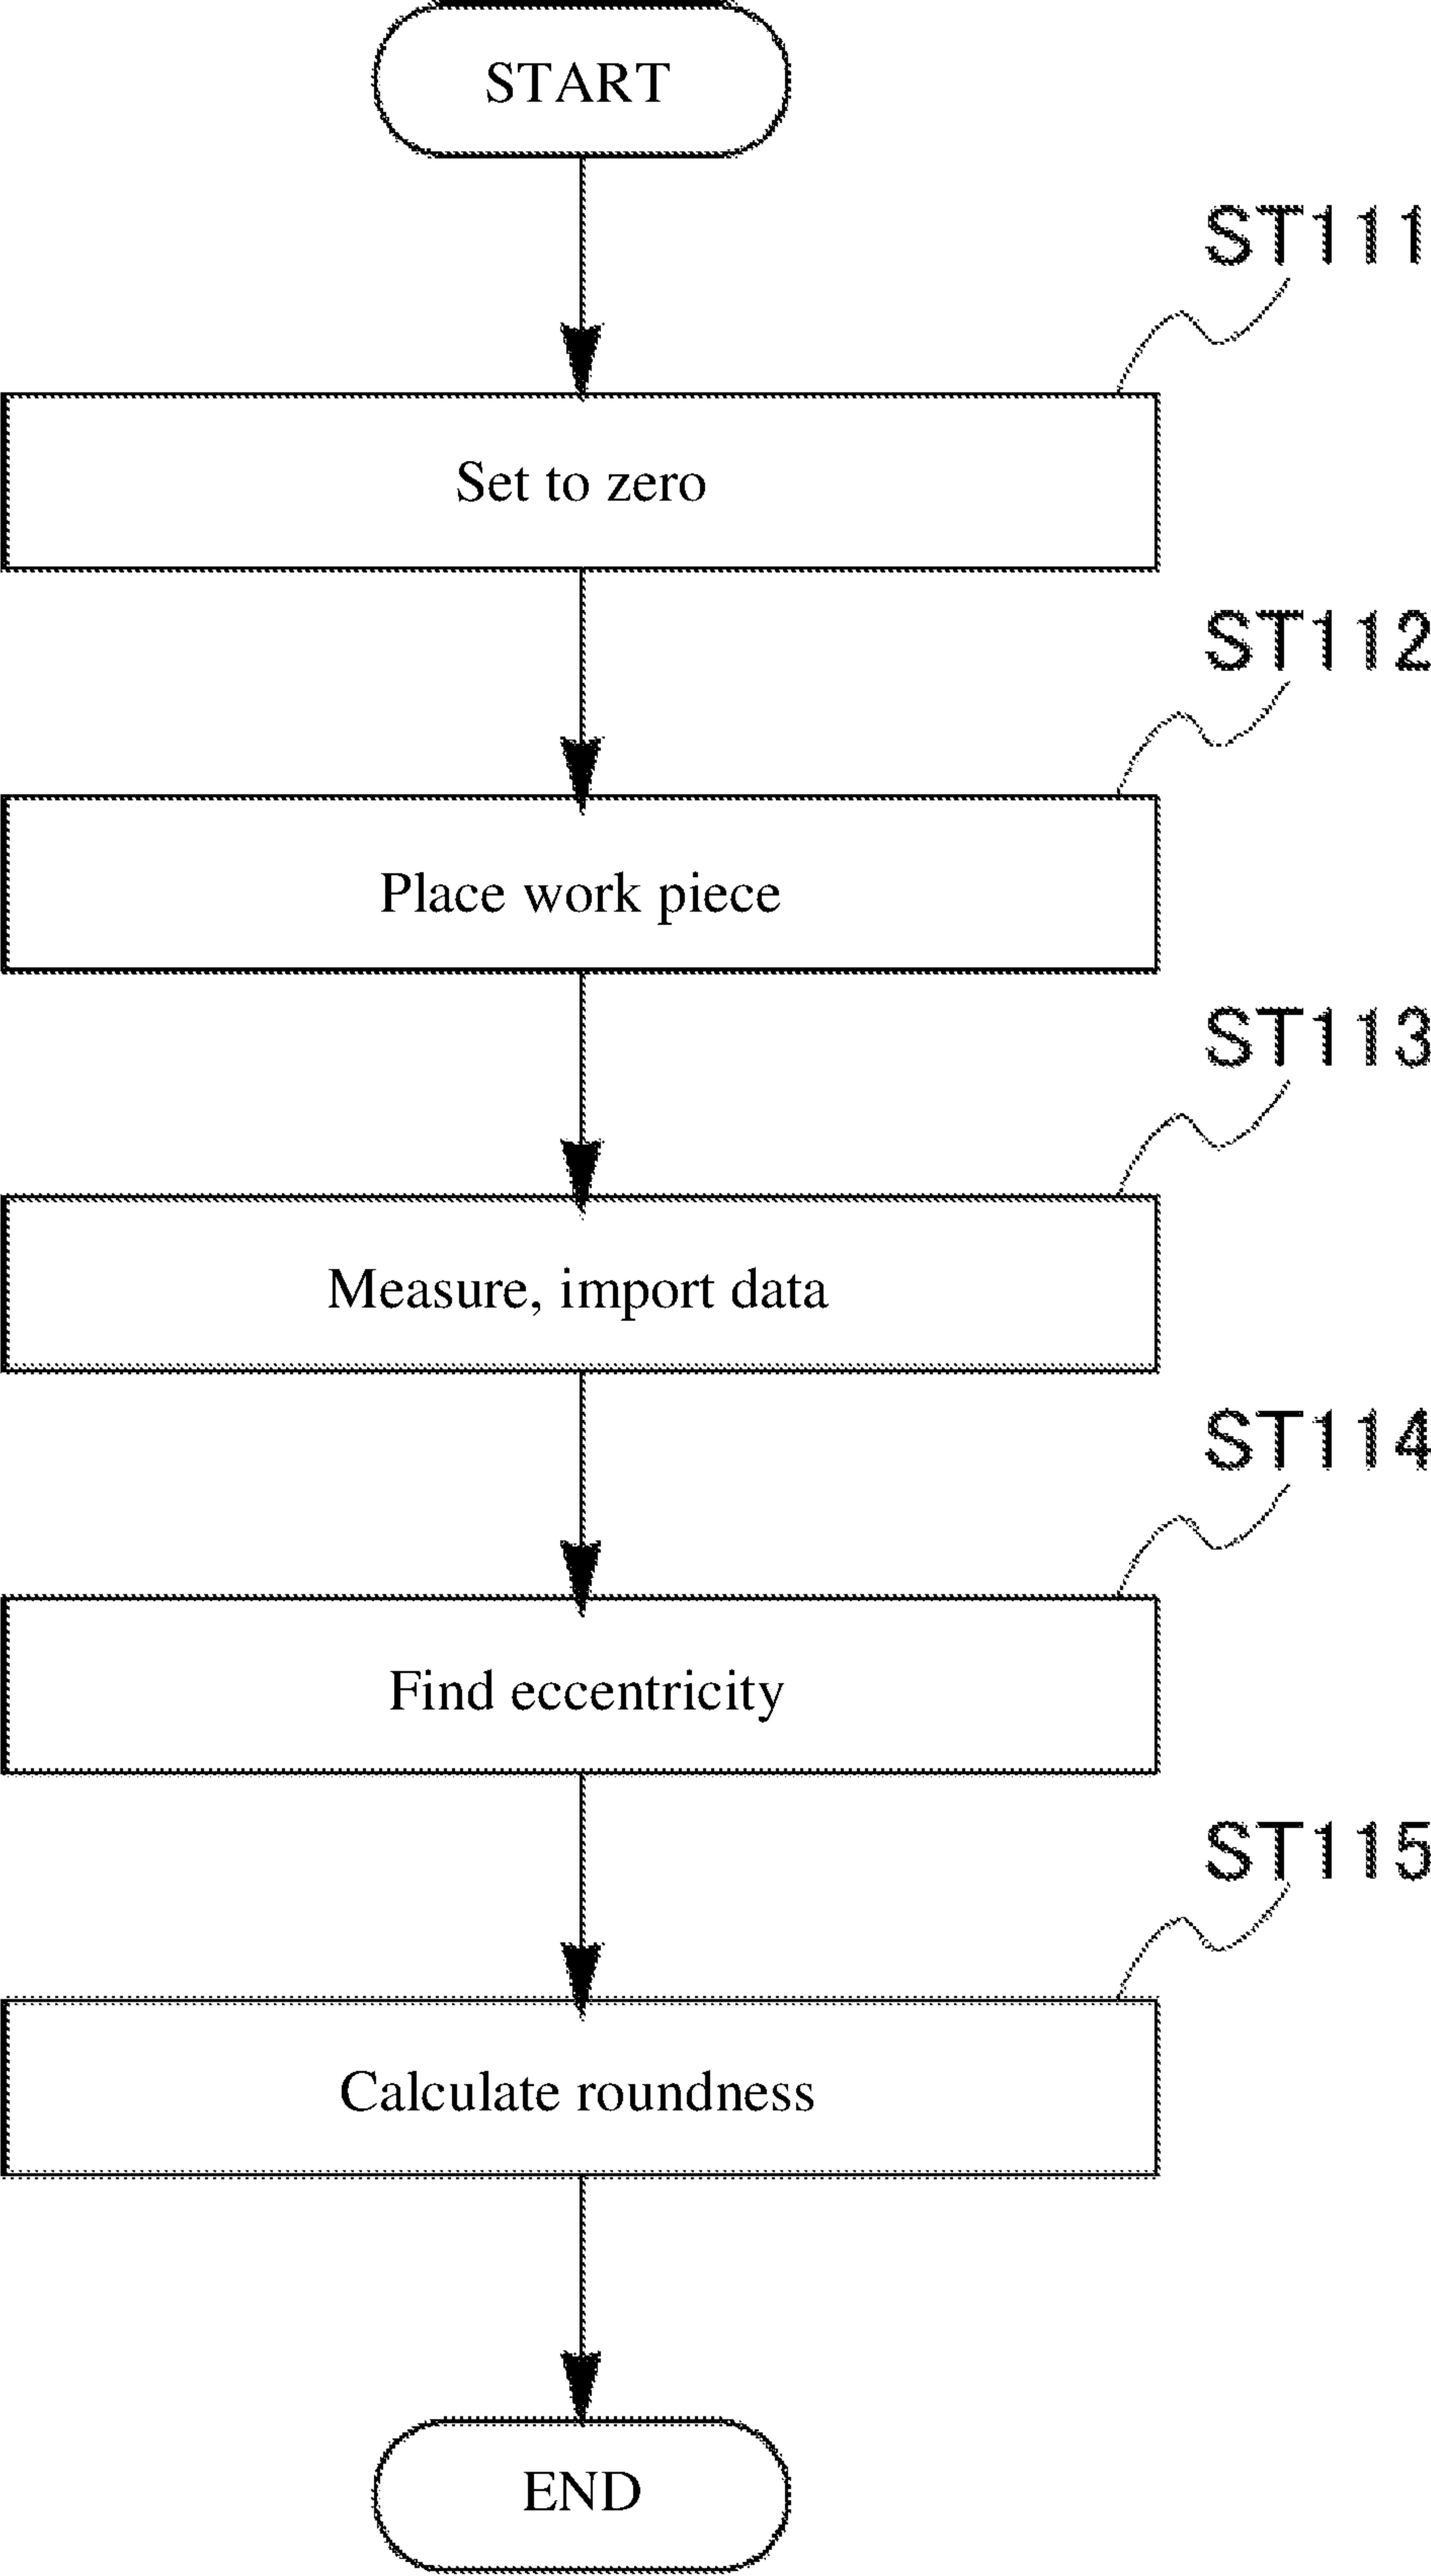 START
ST111
Set to zero
ST112
Place work piece
ST113
Measure, import data
ST114
Find eccentricity
ST115
Calculate roundness
END